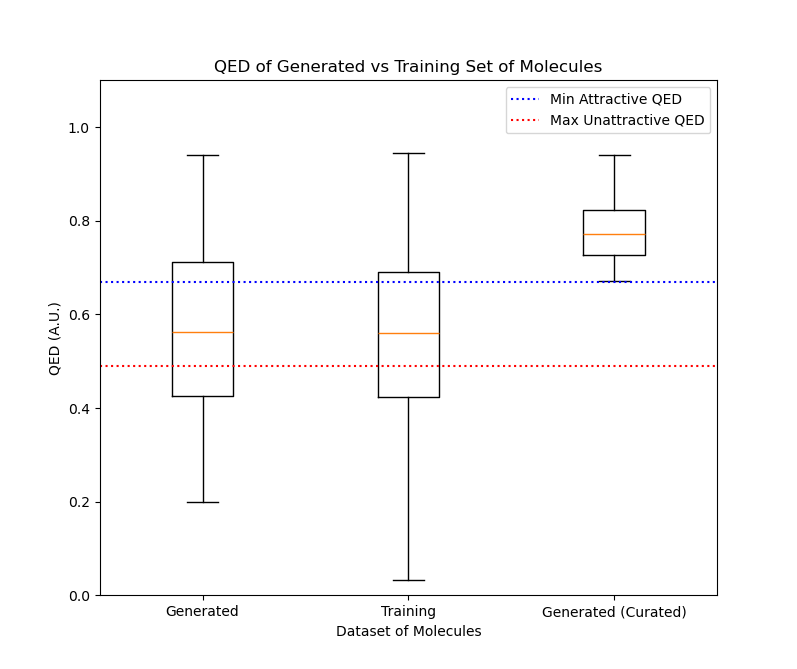 QED of Generated vs Training Set of Molecules
Min Attractive QED
Max Unattractive QED
1.0
0.8
0.6
0.4
0.2
0.0
QED (A.U.)
Generated
Training
Generated (Curated)
Dataset of Molecules